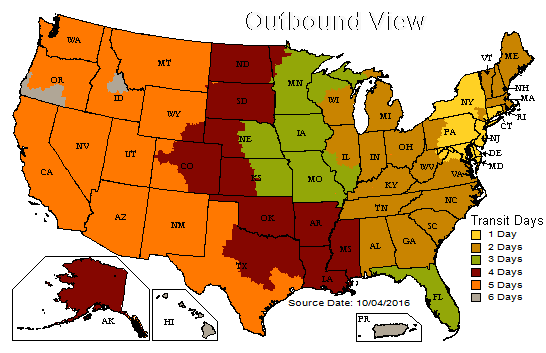 Outbound View
WA
MT
ND
MN
VT
ME
OR
ID
SD
WI
MI
NY
NH
MA
WY
RI
CT
NE
IA
PA
NJ
NV
UT
CO
IL
IN
OH
DE
MD
CA
KS
MO
WV
VA
KY
AZ
NM
OK
AR
TN
NC
SC
TX
LA
MS
AL
GA
FL
AK
HI
PR
Transit Days
1 Day
2 Days
3 Days
4 Days
5 Days
6 Days
Source Date: 10/04/2016